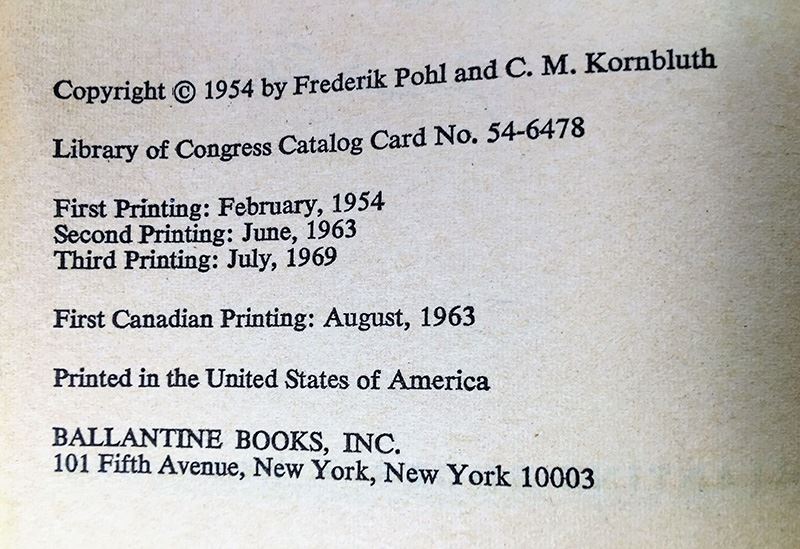 Copyright © 1954 by Frederik Pohl and C. M. Kornbluth
Library of Congress Catalog Card No. 54-6478
First Printing: February, 1954
Second Printing: June, 1963
Third Printing: July, 1969
First Canadian Printing: August, 1963
Printed in the United States of America
BALLANTINE BOOKS, INC.
101 Fifth Avenue, New York, New York 10003